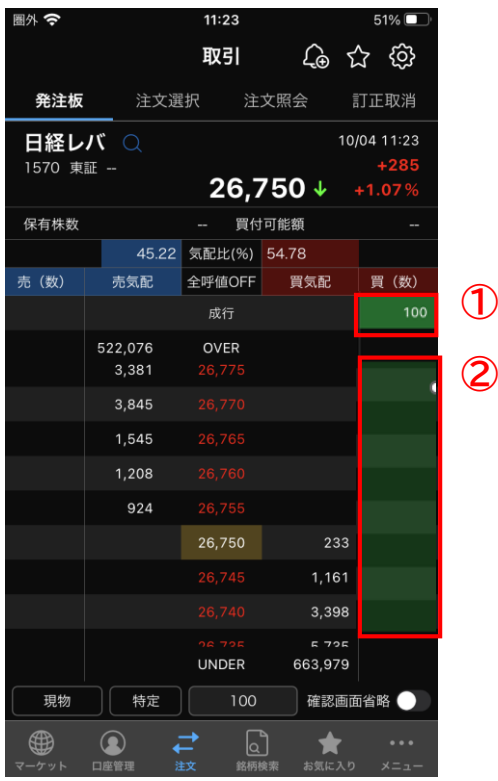 圏外 11:23 51%
取引
発注板 注文選択 注文照会 訂正取消
日経レバ 10/04 11:23
1570 東証 -- +285
26,750 ↓ +1.07%
保有株数 -- 買付可能額 --
45.22 気配比(%) 54.78
売（数） 売気配 全呼値OFF 買気配 買（数）
成行 100 ①
522,076 OVER
②
3,381 26,775
3,845 26,770
1,545 26,765
1,208 26,760
924 26,755
26,750 233
26,745 1,161
26,740 3,398
26,735 5,735
UNDER 663,979
現物 特定 100 確認画面省略
マーケット 口座管理 注文 銘柄検索 お気に入り メニュー